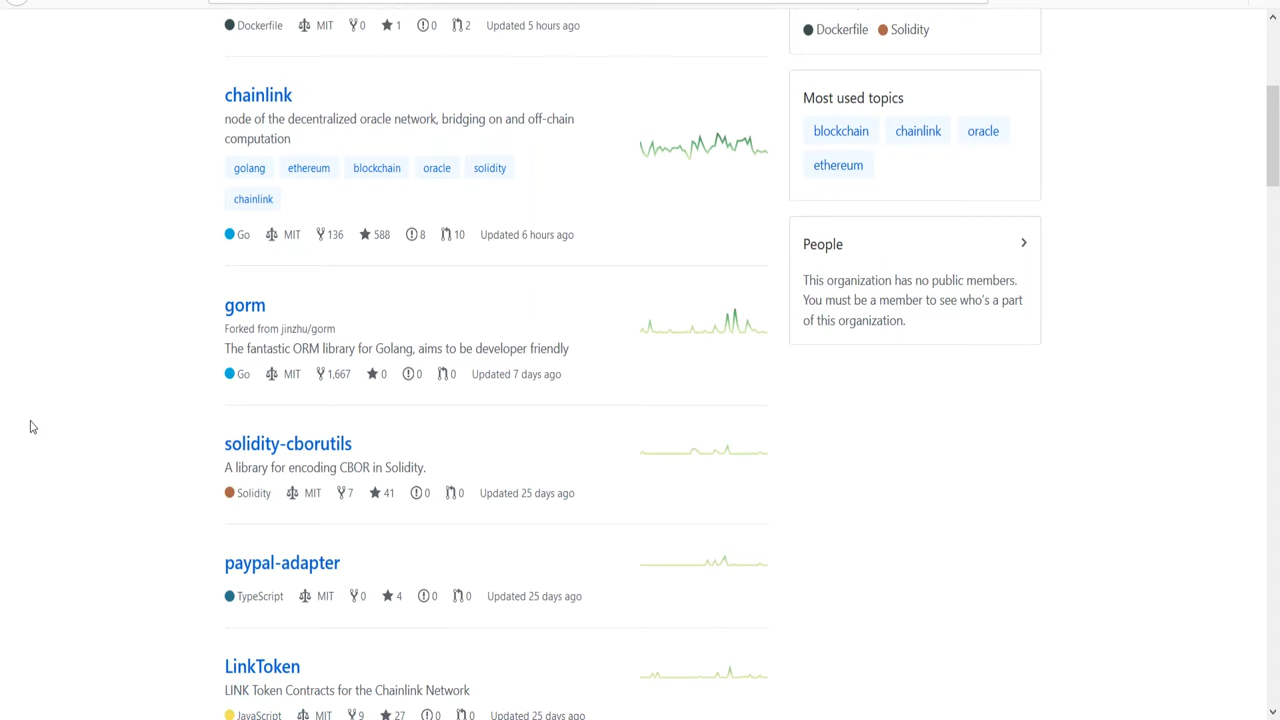 Dockerfile MIT 0 1 0 2 Updated 5 hours ago
chainlink
node of the decentralized oracle network, bridging on and off-chain
computation
golang ethereum blockchain oracle solidity
chainlink
Go MIT 136 588 8 10 Updated 6 hours ago
gorm
Forked from jinzhu/gorm
The fantastic ORM library for Golang, aims to be developer friendly
Go MIT 1,667 0 0 0 Updated 7 days ago
solidity-cborutils
A library for encoding CBOR in Solidity.
Solidity MIT 7 41 0 0 Updated 25 days ago
paypal-adapter
TypeScript MIT 0 4 0 0 Updated 25 days ago
LinkToken
LINK Token Contracts for the Chainlink Network
JavaScript MIT 9 27 0 0 Updated 25 days ago
Dockerfile Solidity
Most used topics
blockchain chainlink oracle
ethereum
People
This organization has no public members.
You must be a member to see who's a part
of this organization.